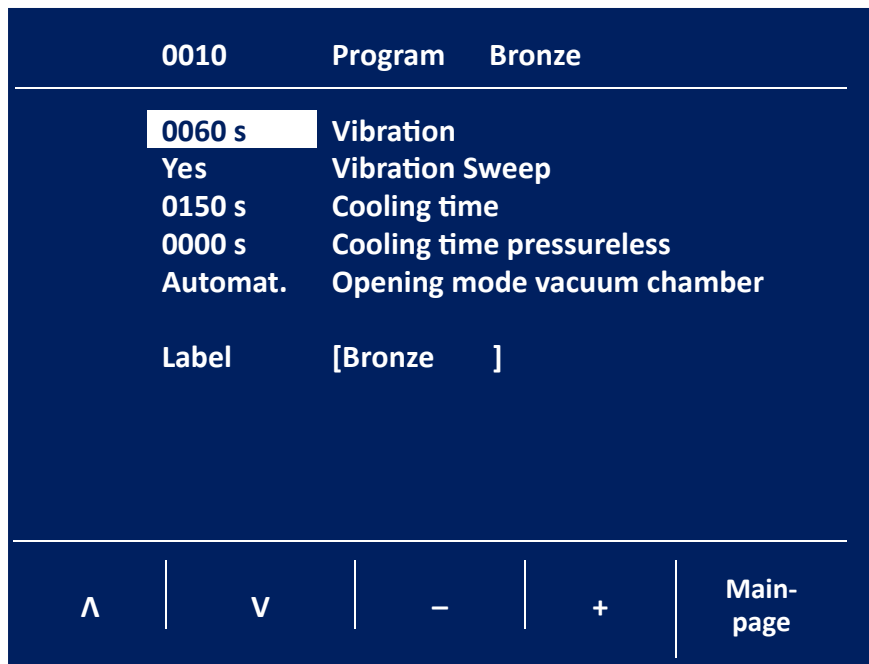 0010 Program Bronze
0060 s Vibration
Yes Vibration Sweep
0150 s Cooling time
0000 s Cooling time pressureless
Automat. Opening mode vacuum chamber
Label [Bronze ]
Λ V – + Main-
page